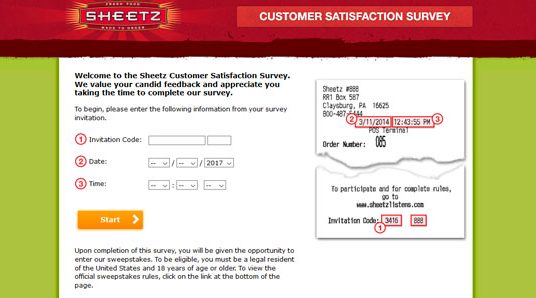 FRESH FOOD
SHEETZ
MADE TO ORDER
CUSTOMER SATISFACTION SURVEY
Welcome to the Sheetz Customer Satisfaction Survey.
We value your candid feedback and appreciate you
taking the time to complete our survey.
To begin, please enter the following information from your survey
invitation.
1 Invitation Code:
2 Date: -- / -- / 2017
3 Time: -- : -- --
Start
Upon completion of this survey, you will be given the opportunity to
enter our sweepstakes. To be eligible, you must be a legal resident
of the United States and 18 years of age or older. To view the
official sweepstakes rules, click on the link at the bottom of the
page.
Sheetz #888
RR1 Box 587
Claysburg, PA 16625
800-487-5444
2 3/11/2014 12:43:55 PM 3
POS Terminal
Order Number: 085
To participate and for complete rules,
go to
www.sheetzlistens.com
Invitation Code: 3416 888
1